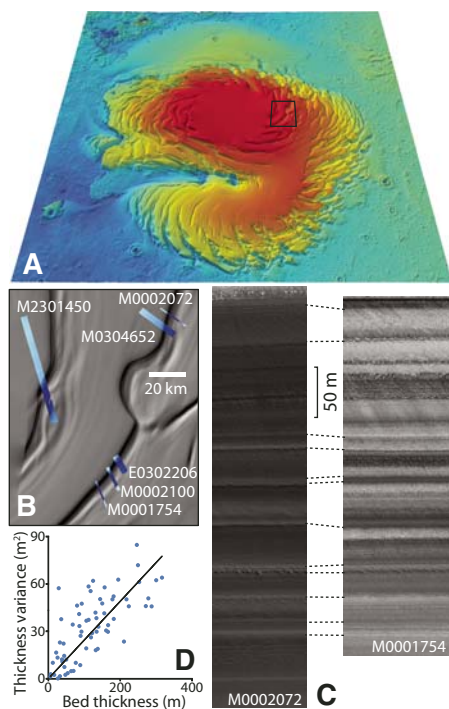 A
B
M2301450
M0002072
M0304652
20 km
E0302206
M0002100
M0001754
50 m
M0002072
C
M0001754
D
Thickness variance (m²)
90
60
30
0
0
200
400
Bed thickness (m)